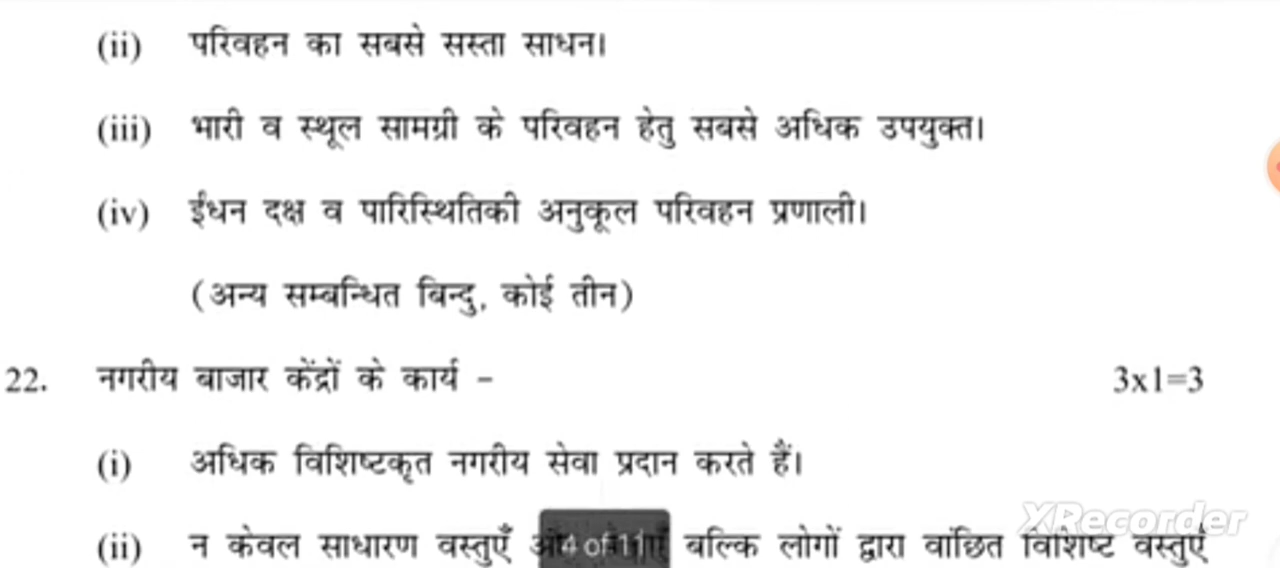 (ii) परिवहन का सबसे सस्ता साधन।
(iii) भारी व स्थूल सामग्री के परिवहन हेतु सबसे अधिक उपयुक्त।
(iv) ईंधन दक्ष व पारिस्थितिकी अनुकूल परिवहन प्रणाली।
(अन्य सम्बन्धित बिन्दु, कोई तीन)
22. नगरीय बाजार केंद्रों के कार्य – 3x1=3
(i) अधिक विशिष्टकृत नगरीय सेवा प्रदान करते हैं।
XRecorder
(ii) न केवल साधारण वस्तुएँ 4 of 11 बल्कि लोगों द्वारा वांछित विशिष्ट वस्तुएँ